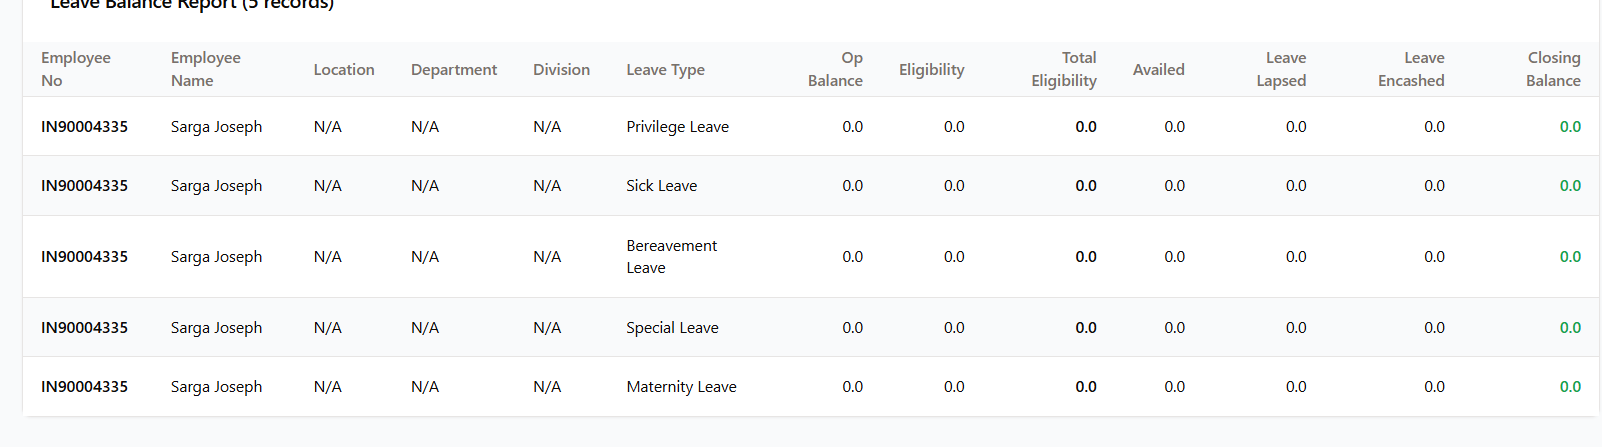 Leave Balance Report (5 records)
Employee No Employee Name Location Department Division Leave Type Op Balance Eligibility Total Eligibility Availed Leave Lapsed Leave Encashed Closing Balance
IN90004335 Sarga Joseph N/A N/A N/A Privilege Leave 0.0 0.0 0.0 0.0 0.0 0.0 0.0
IN90004335 Sarga Joseph N/A N/A N/A Sick Leave 0.0 0.0 0.0 0.0 0.0 0.0 0.0
IN90004335 Sarga Joseph N/A N/A N/A Bereavement Leave 0.0 0.0 0.0 0.0 0.0 0.0 0.0
IN90004335 Sarga Joseph N/A N/A N/A Special Leave 0.0 0.0 0.0 0.0 0.0 0.0 0.0
IN90004335 Sarga Joseph N/A N/A N/A Maternity Leave 0.0 0.0 0.0 0.0 0.0 0.0 0.0